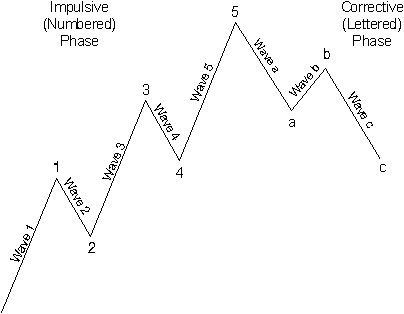 Impulsive
(Numbered)
Phase
Corrective
(Lettered)
Phase
5
b
3
1
a
4
c
2
Wave 1
Wave 2
Wave 3
Wave 4
Wave 5
Wave a
Wave b
Wave c